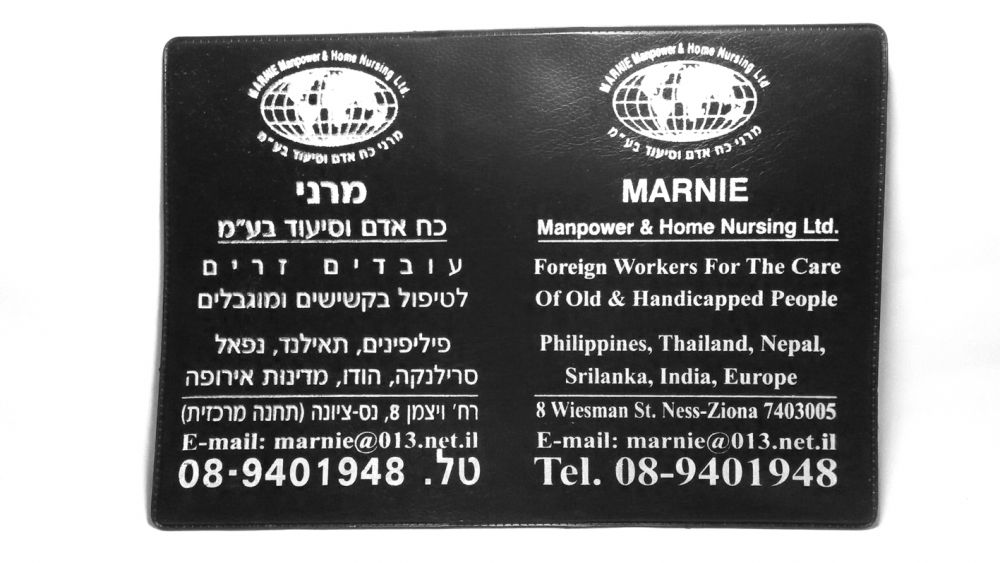 MARNIE Manpower & Home Nursing Ltd.
מרני כח אדם וסיעוד בע"מ
מרני
כח אדם וסיעוד בע"מ
עובדים זרים
לטיפול בקשישים ומוגבלים
פיליפינים, תאילנד, נפאל
סרילנקה, הודו, מדינות אירופה
רח' ויצמן 8, נס-ציונה (תחנה מרכזית)
E-mail: marnie@013.net.il
טל. 08-9401948
MARNIE Manpower & Home Nursing Ltd.
מרני כח אדם וסיעוד בע"מ
MARNIE
Manpower & Home Nursing Ltd.
Foreign Workers For The Care
Of Old & Handicapped People
Philippines, Thailand, Nepal,
Srilanka, India, Europe
8 Wiesman St. Ness-Ziona 7403005
E-mail: marnie@013.net.il
Tel. 08-9401948